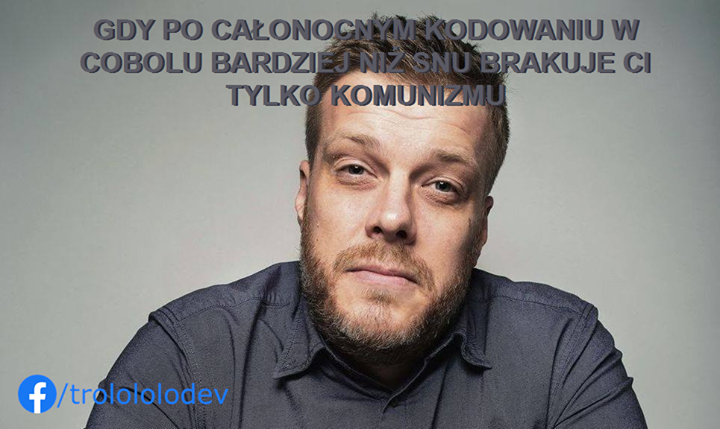 GDY PO CAŁONOCNYM KODOWANIU W
COBOLU BARDZIEJ NIŻ SNU BRAKUJE CI
TYLKO KOMUNIZMU
/trolololodev